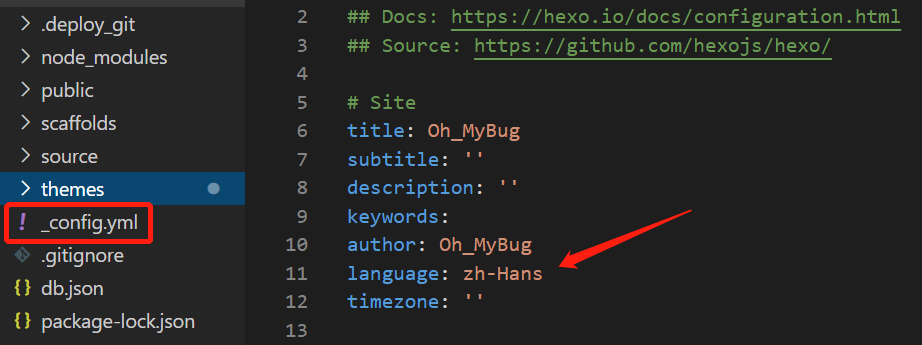 .deploy_git
node_modules
public
scaffolds
source
themes
! _config.yml
.gitignore
{} db.json
{} package-lock.json
2 ## Docs: https://hexo.io/docs/configuration.html
3 ## Source: https://github.com/hexojs/hexo/
4
5 # Site
6 title: Oh_MyBug
7 subtitle: ''
8 description: ''
9 keywords:
10 author: Oh_MyBug
11 language: zh-Hans
12 timezone: ''
13